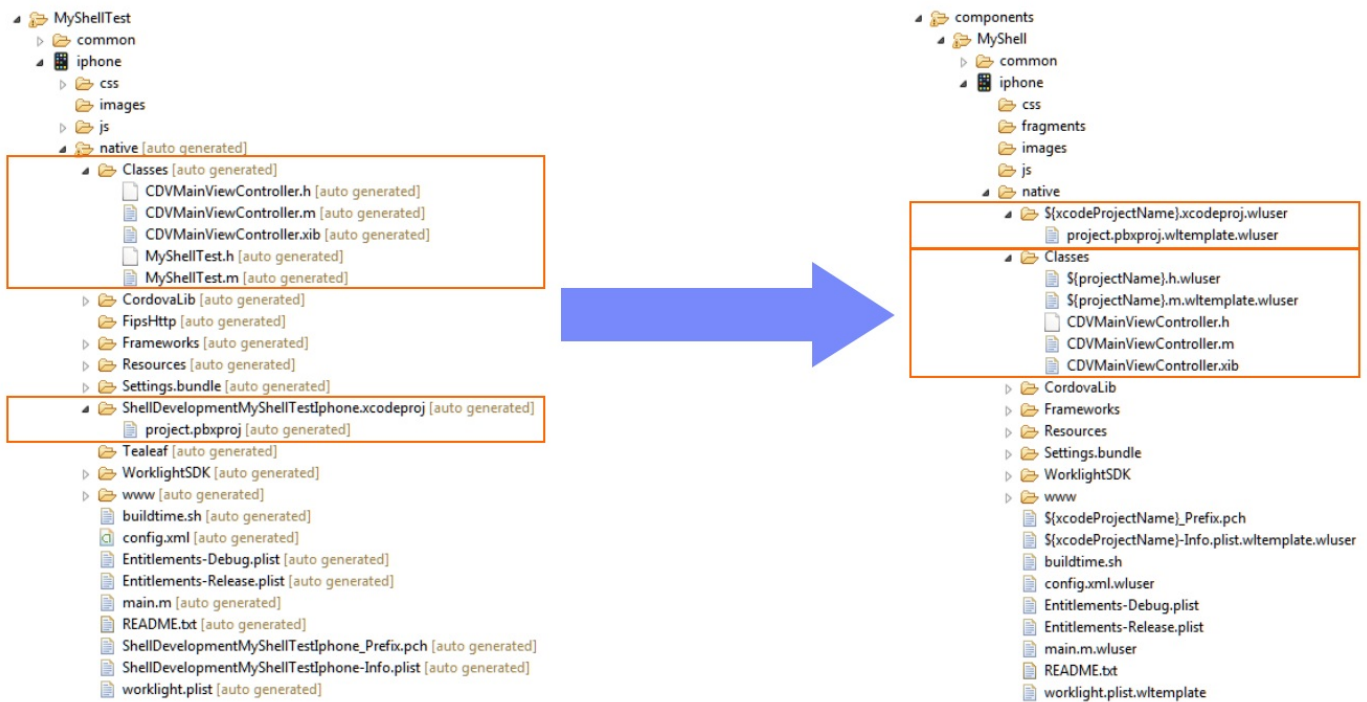 MyShellTest
common
iphone
css
images
js
native [auto generated]
Classes [auto generated]
CDVMainViewController.h [auto generated]
CDVMainViewController.m [auto generated]
CDVMainViewController.xib [auto generated]
MyShellTest.h [auto generated]
MyShellTest.m [auto generated]
CordovaLib [auto generated]
FipsHttp [auto generated]
Frameworks [auto generated]
Resources [auto generated]
Settings.bundle [auto generated]
ShellDevelopmentMyShellTestIphone.xcodeproj [auto generated]
project.pbxproj [auto generated]
Tealeaf [auto generated]
WorklightSDK [auto generated]
www [auto generated]
buildtime.sh [auto generated]
config.xml [auto generated]
Entitlements-Debug.plist [auto generated]
Entitlements-Release.plist [auto generated]
main.m [auto generated]
README.txt [auto generated]
ShellDevelopmentMyShellTestIphone_Prefix.pch [auto generated]
ShellDevelopmentMyShellTestIphone-Info.plist [auto generated]
worklight.plist [auto generated]
components
MyShell
common
iphone
css
fragments
images
js
native
${xcodeProjectName}.xcodeproj.wluser
project.pbxproj.wltemplate.wluser
Classes
${projectName}.h.wluser
${projectName}.m.wltemplate.wluser
CDVMainViewController.h
CDVMainViewController.m
CDVMainViewController.xib
CordovaLib
Frameworks
Resources
Settings.bundle
WorklightSDK
www
${xcodeProjectName}_Prefix.pch
${xcodeProjectName}-Info.plist.wltemplate.wluser
buildtime.sh
config.xml.wluser
Entitlements-Debug.plist
Entitlements-Release.plist
main.m.wluser
README.txt
worklight.plist.wltemplate